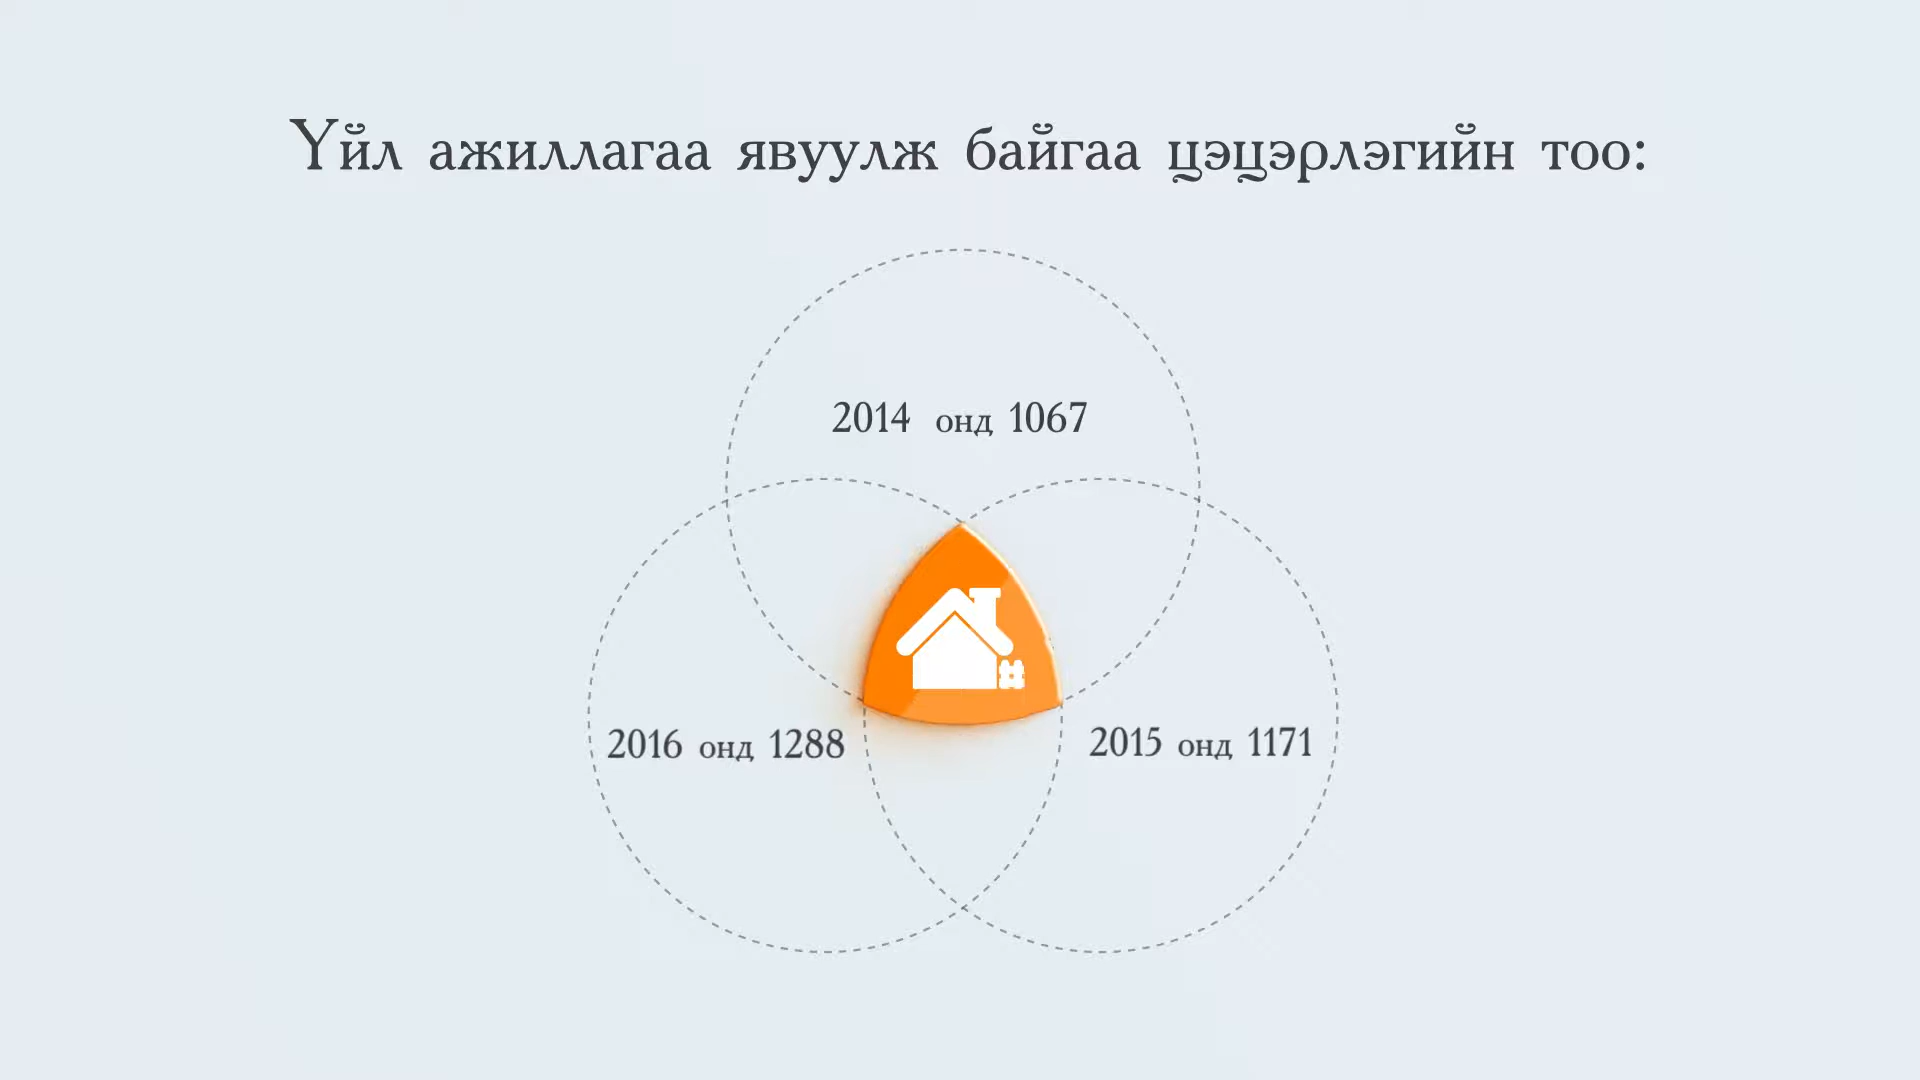 Үйл ажиллагаа явуулж байгаа цэцэрлэгийн тоо:
2014 онд 1067
2016 онд 1288
2015 онд 1171